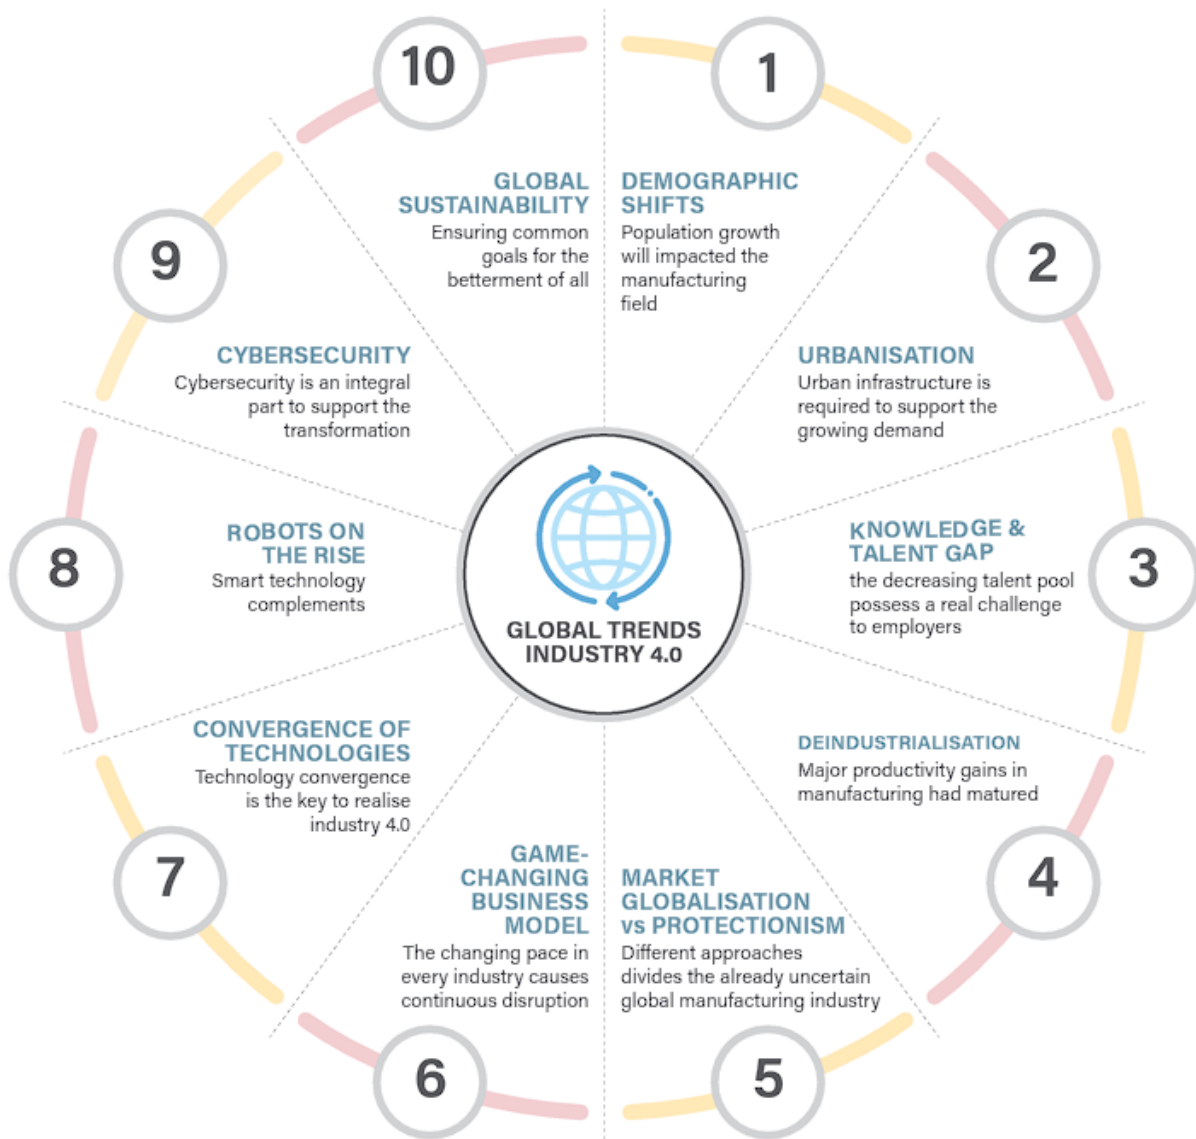 GLOBAL TRENDS
INDUSTRY 4.0
1
DEMOGRAPHIC
SHIFTS
Population growth
will impacted the
manufacturing
field
2
URBANISATION
Urban infrastructure is
required to support the
growing demand
3
KNOWLEDGE &
TALENT GAP
the decreasing talent pool
possess a real challenge
to employers
4
DEINDUSTRIALISATION
Major productivity gains in
manufacturing had matured
5
MARKET
GLOBALISATION
vs PROTECTIONISM
Different approaches
divides the already uncertain
global manufacturing industry
6
GAME-
CHANGING
BUSINESS
MODEL
The changing pace in
every industry causes
continuous disruption
7
CONVERGENCE OF
TECHNOLOGIES
Technology convergence
is the key to realise
industry 4.0
8
ROBOTS ON
THE RISE
Smart technology
complements
9
CYBERSECURITY
Cybersecurity is an integral
part to support the
transformation
10
GLOBAL
SUSTAINABILITY
Ensuring common
goals for the
betterment of all